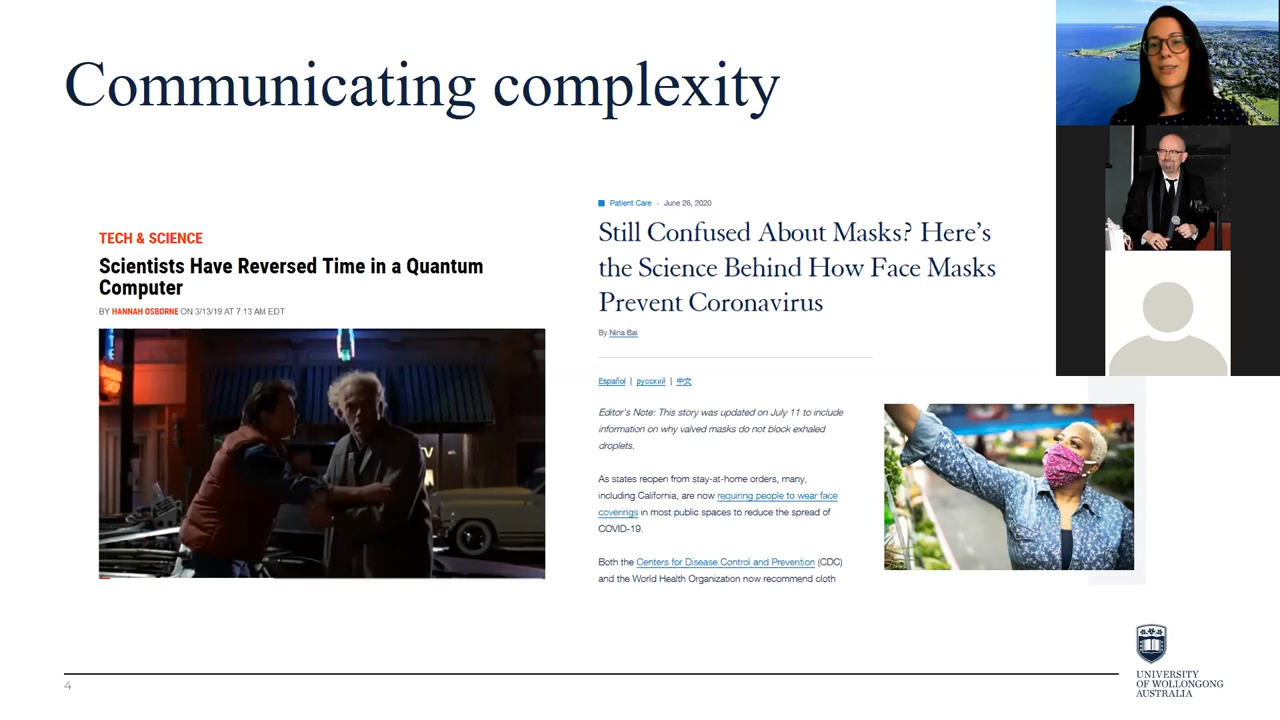 Communicating complexity
TECH & SCIENCE
Scientists Have Reversed Time in a Quantum
Computer
BY HANNAH OSBORNE ON 3/13/19 AT 7:13 AM EDT
Patient Care - June 26, 2020
Still Confused About Masks? Here’s
the Science Behind How Face Masks
Prevent Coronavirus
By Nina Bai
Español | русский | 中文
Editor's Note: This story was updated on July 11 to include
information on why valved masks do not block exhaled
droplets.
As states reopen from stay-at-home orders, many,
including California, are now requiring people to wear face
coverings in most public spaces to reduce the spread of
COVID-19.
Both the Centers for Disease Control and Prevention (CDC)
and the World Health Organization now recommend cloth
4
UNIVERSITY
OF WOLLONGONG
AUSTRALIA